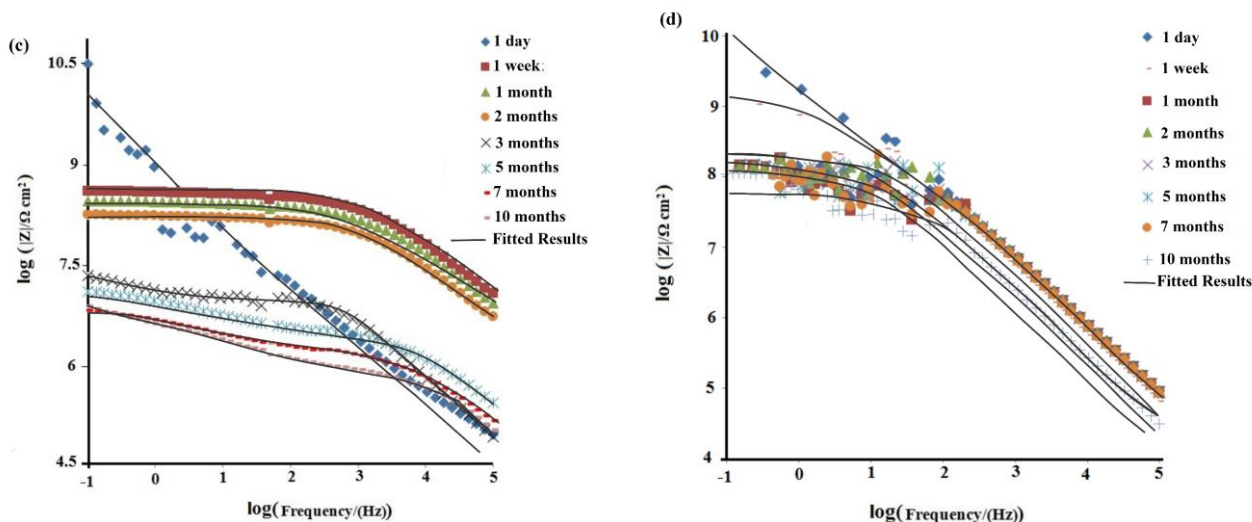 (c)
10.5
9
7.5
6
4.5
-1
0
1
2
3
4
5
log (|Z|/Ω cm²)
log(Frequency/(Hz)
1 day
1 week:
1 month
2 months
3 months
5 months
7 months
10 months
Fitted Results
(d)
10
9
8
7
6
5
4
-1
0
1
2
3
4
5
log (|Z|/Ω cm²)
log(Frequency/(Hz)
1 day
1 week
1 month
2 months
3 months
5 months
7 months
10 months
Fitted Results